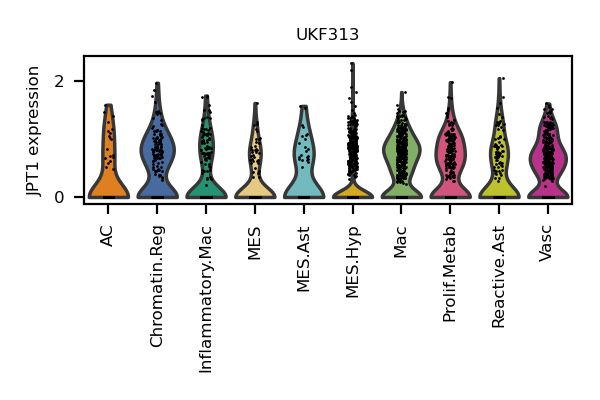 UKF313
JPT1 expression
2
0
AC
Chromatin.Reg
Inflammatory.Mac
MES
MES.Ast
MES.Hyp
Mac
Prolif.Metab
Reactive.Ast
Vasc